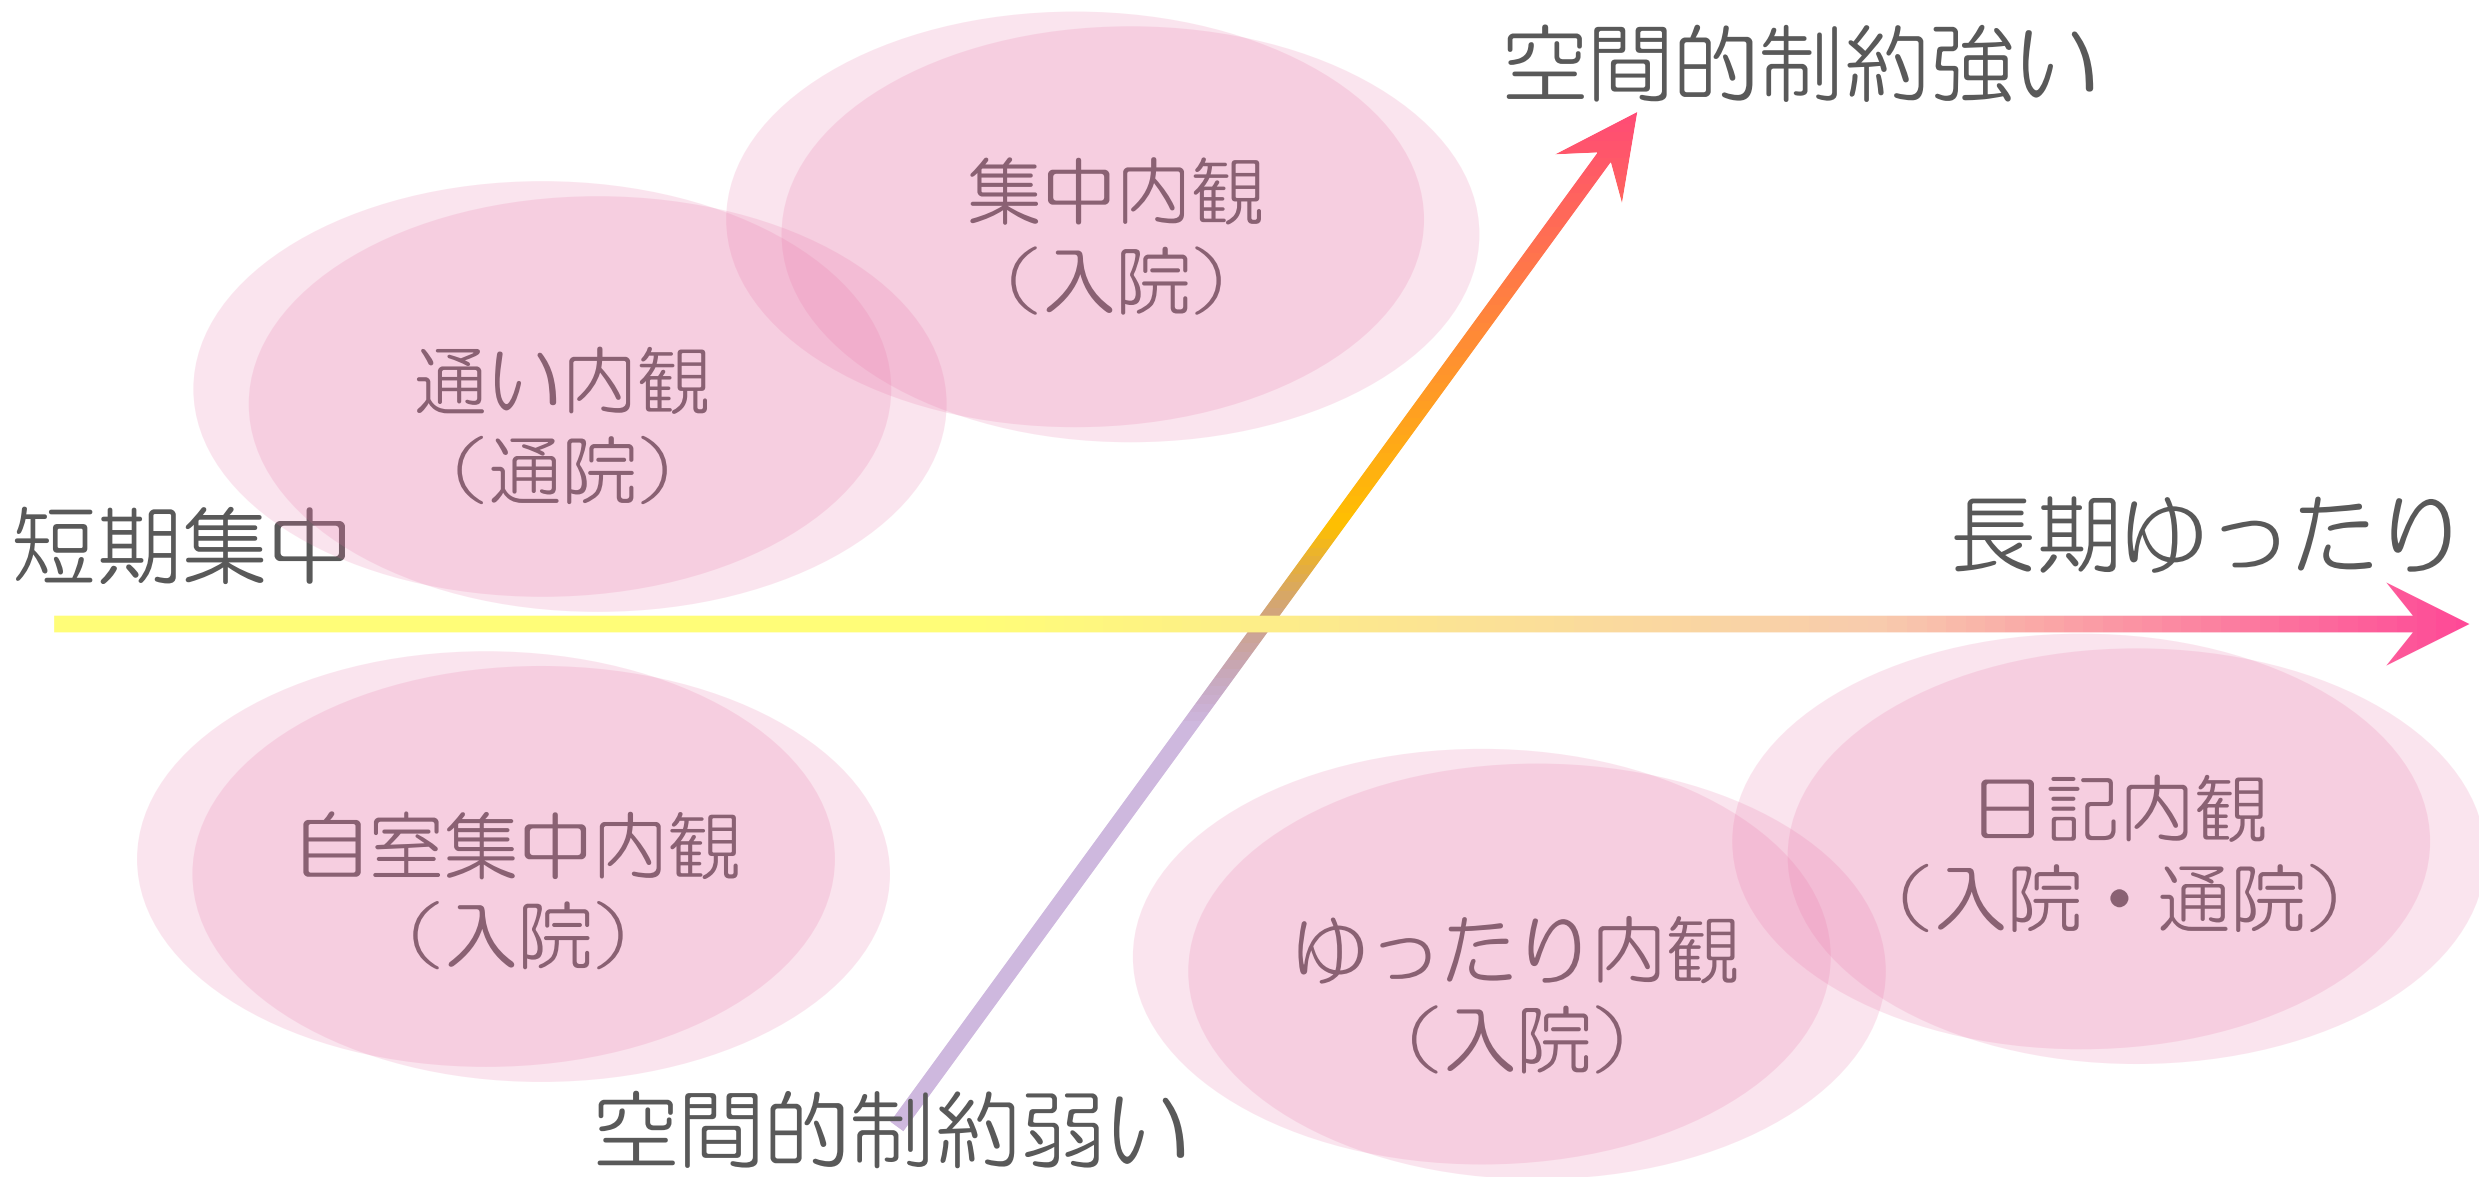 空間的制約強い
集中内観
（入院）
通い内観
（通院）
短期集中
長期ゆったり
自室集中内観
（入院）
日記内観
（入院・通院）
ゆったり内観
（入院）
空間的制約弱い